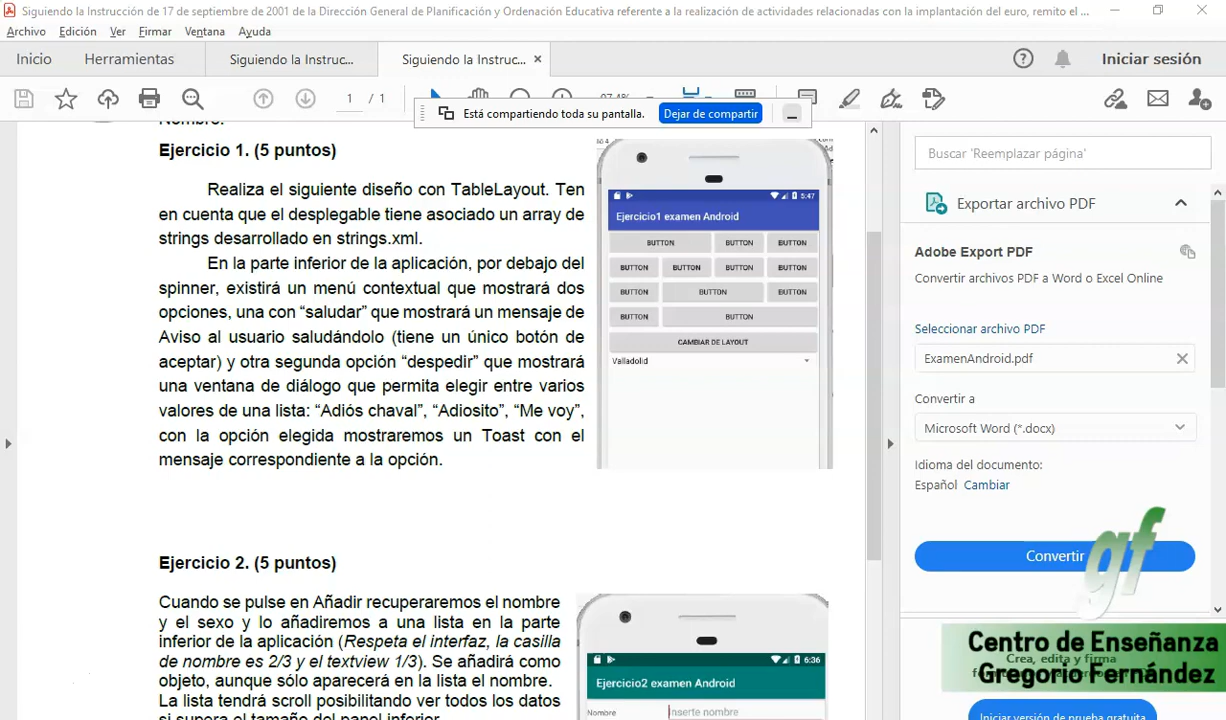 Siguiendo la Instrucción de 17 de septiembre de 2001 de la Dirección General de Planificación y Ordenación Educativa referente a la realización de actividades relacionadas con la implantación del euro, remito el ...
Archivo Edición Ver Firmar Ventana Ayuda
Inicio Herramientas Siguiendo la Instruc... Siguiendo la Instruc... × Iniciar sesión
1 / 1
Está compartiendo toda su pantalla. Dejar de compartir
Nombre:
Ejercicio 1. (5 puntos)
Realiza el siguiente diseño con TableLayout. Ten
en cuenta que el desplegable tiene asociado un array de
strings desarrollado en strings.xml.
En la parte inferior de la aplicación, por debajo del
spinner, existirá un menú contextual que mostrará dos
opciones, una con “saludar” que mostrará un mensaje de
Aviso al usuario saludándolo (tiene un único botón de
aceptar) y otra segunda opción “despedir” que mostrará
una ventana de diálogo que permita elegir entre varios
valores de una lista: “Adiós chaval”, “Adiosito”, “Me voy”,
con la opción elegida mostraremos un Toast con el
mensaje correspondiente a la opción.
5:47
Ejercicio1 examen Android
BUTTON BUTTON BUTTON
BUTTON BUTTON BUTTON BUTTON
BUTTON BUTTON BUTTON
BUTTON BUTTON
CAMBIAR DE LAYOUT
Valladolid
Ejercicio 2. (5 puntos)
Cuando se pulse en Añadir recuperaremos el nombre
y el sexo y lo añadiremos a una lista en la parte
inferior de la aplicación (Respeta el interfaz, la casilla
de nombre es 2/3 y el textview 1/3). Se añadirá como
objeto, aunque sólo aparecerá en la lista el nombre.
La lista tendrá scroll posibilitando ver todos los datos
si supera el tamaño del panel inferior.
6:36
Ejercicio2 examen Android
Nombre Inserte nombre
Buscar 'Reemplazar página'
Exportar archivo PDF
Adobe Export PDF
Convertir archivos PDF a Word o Excel Online
Seleccionar archivo PDF
ExamenAndroid.pdf
Convertir a
Microsoft Word (*.docx)
Idioma del documento:
Español Cambiar
Convertir
gf
Centro de Enseñanza
Gregorio Fernández
Crea, edita y firma
Iniciar versión de prueba gratuita